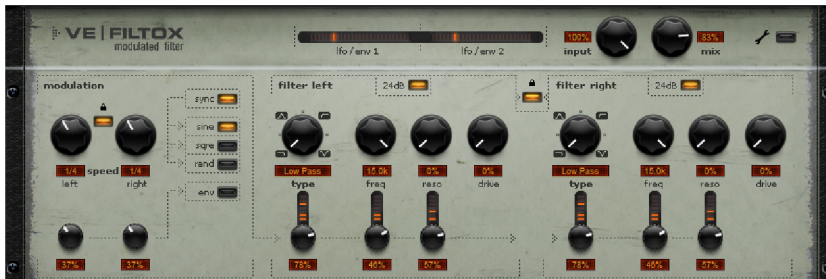 VE | FILTOX
modulated filter
lfo / env 1
lfo / env 2
100%
input
83%
mix
modulation
sync
sine
sqre
rand
env
1/4
speed
1/4
left
right
37%
37%
filter left
24dB
Low Pass
15.0k
0%
0%
type
freq
reso
drive
78%
46%
57%
filter right
24dB
Low Pass
15.0k
0%
0%
type
freq
reso
drive
78%
46%
57%